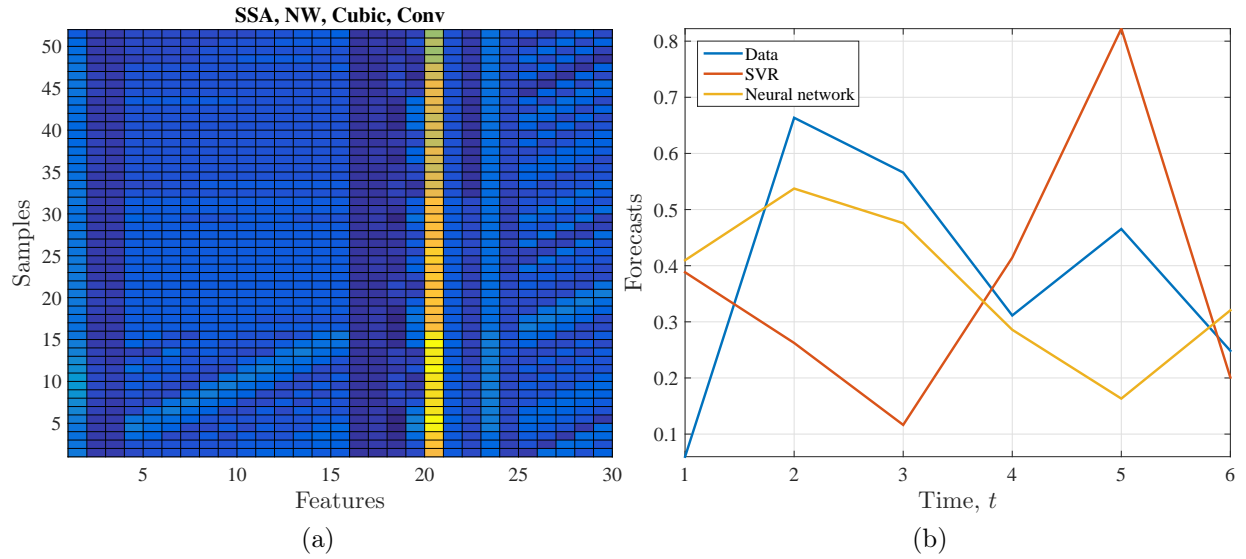 SSA, NW, Cubic, Conv
50
45
40
35
30
25
20
15
10
5
Samples
5 10 15 20 25 30
Features
(a)
Data
SVR
Neural network
0.8
0.7
0.6
0.5
0.4
0.3
0.2
0.1
Forecasts
1 2 3 4 5 6
Time, t
(b)